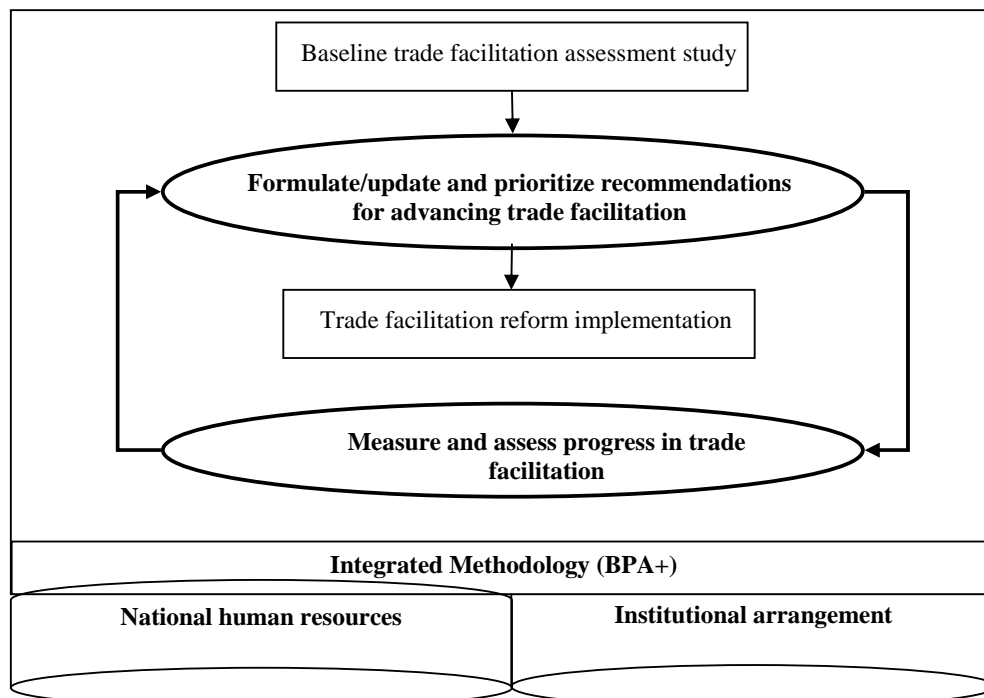 Baseline trade facilitation assessment study
Formulate/update and prioritize recommendations
for advancing trade facilitation
Trade facilitation reform implementation
Measure and assess progress in trade
facilitation
Integrated Methodology (BPA+)
National human resources
Institutional arrangement